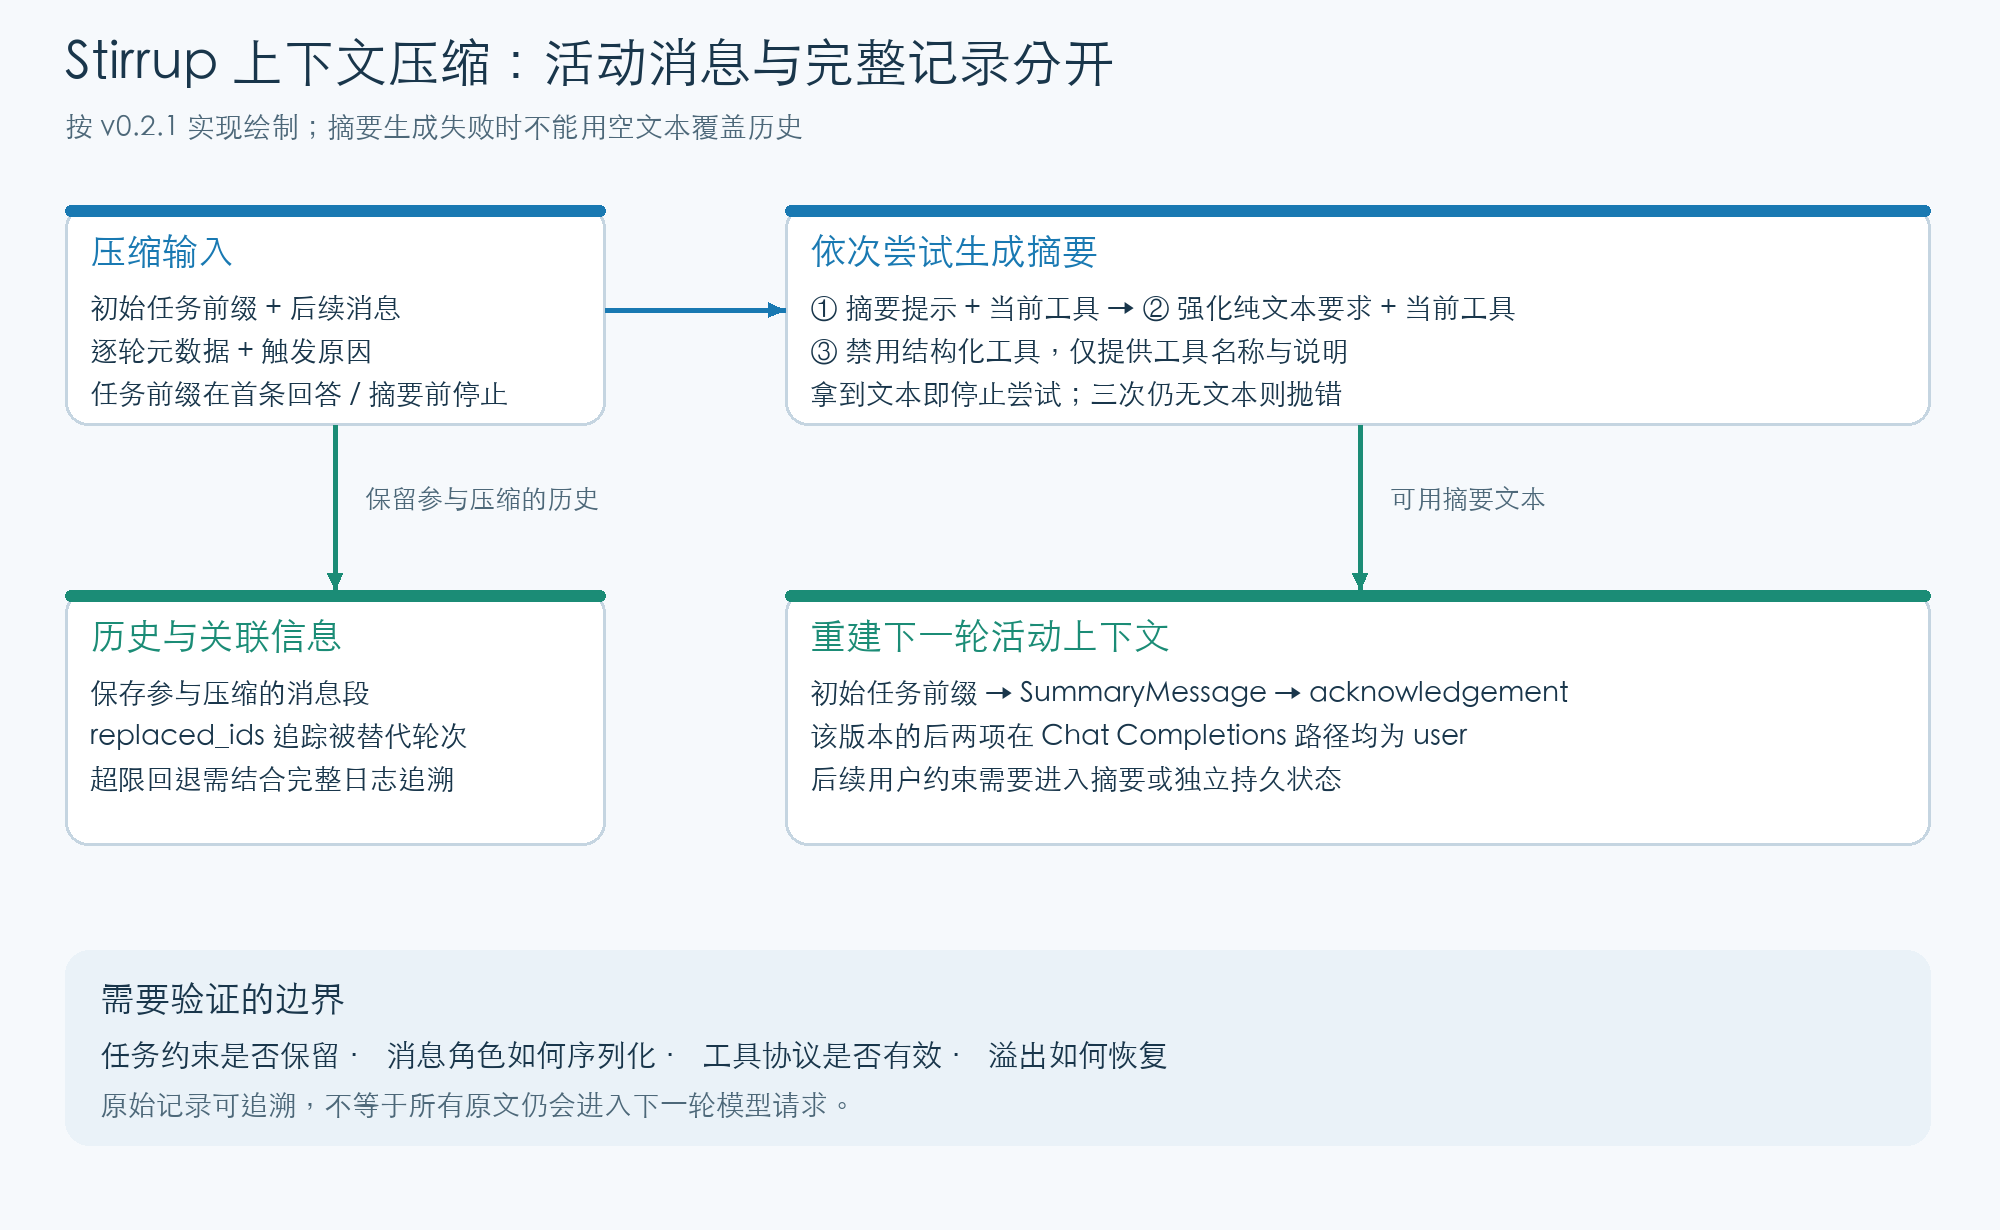 Stirrup 上下文压缩：活动消息与完整记录分开
按 v0.2.1 实现绘制；摘要生成失败时不能用空文本覆盖历史
压缩输入
初始任务前缀 + 后续消息
逐轮元数据 + 触发原因
任务前缀在首条回答 / 摘要前停止
依次尝试生成摘要
① 摘要提示 + 当前工具 → ② 强化纯文本要求 + 当前工具
③ 禁用结构化工具，仅提供工具名称与说明
拿到文本即停止尝试；三次仍无文本则抛错
保留参与压缩的历史
可用摘要文本
历史与关联信息
保存参与压缩的消息段
replaced_ids 追踪被替代轮次
超限回退需结合完整日志追溯
重建下一轮活动上下文
初始任务前缀 → SummaryMessage → acknowledgement
该版本的后两项在 Chat Completions 路径均为 user
后续用户约束需要进入摘要或独立持久状态
需要验证的边界
任务约束是否保留 · 消息角色如何序列化 · 工具协议是否有效 · 溢出如何恢复
原始记录可追溯，不等于所有原文仍会进入下一轮模型请求。